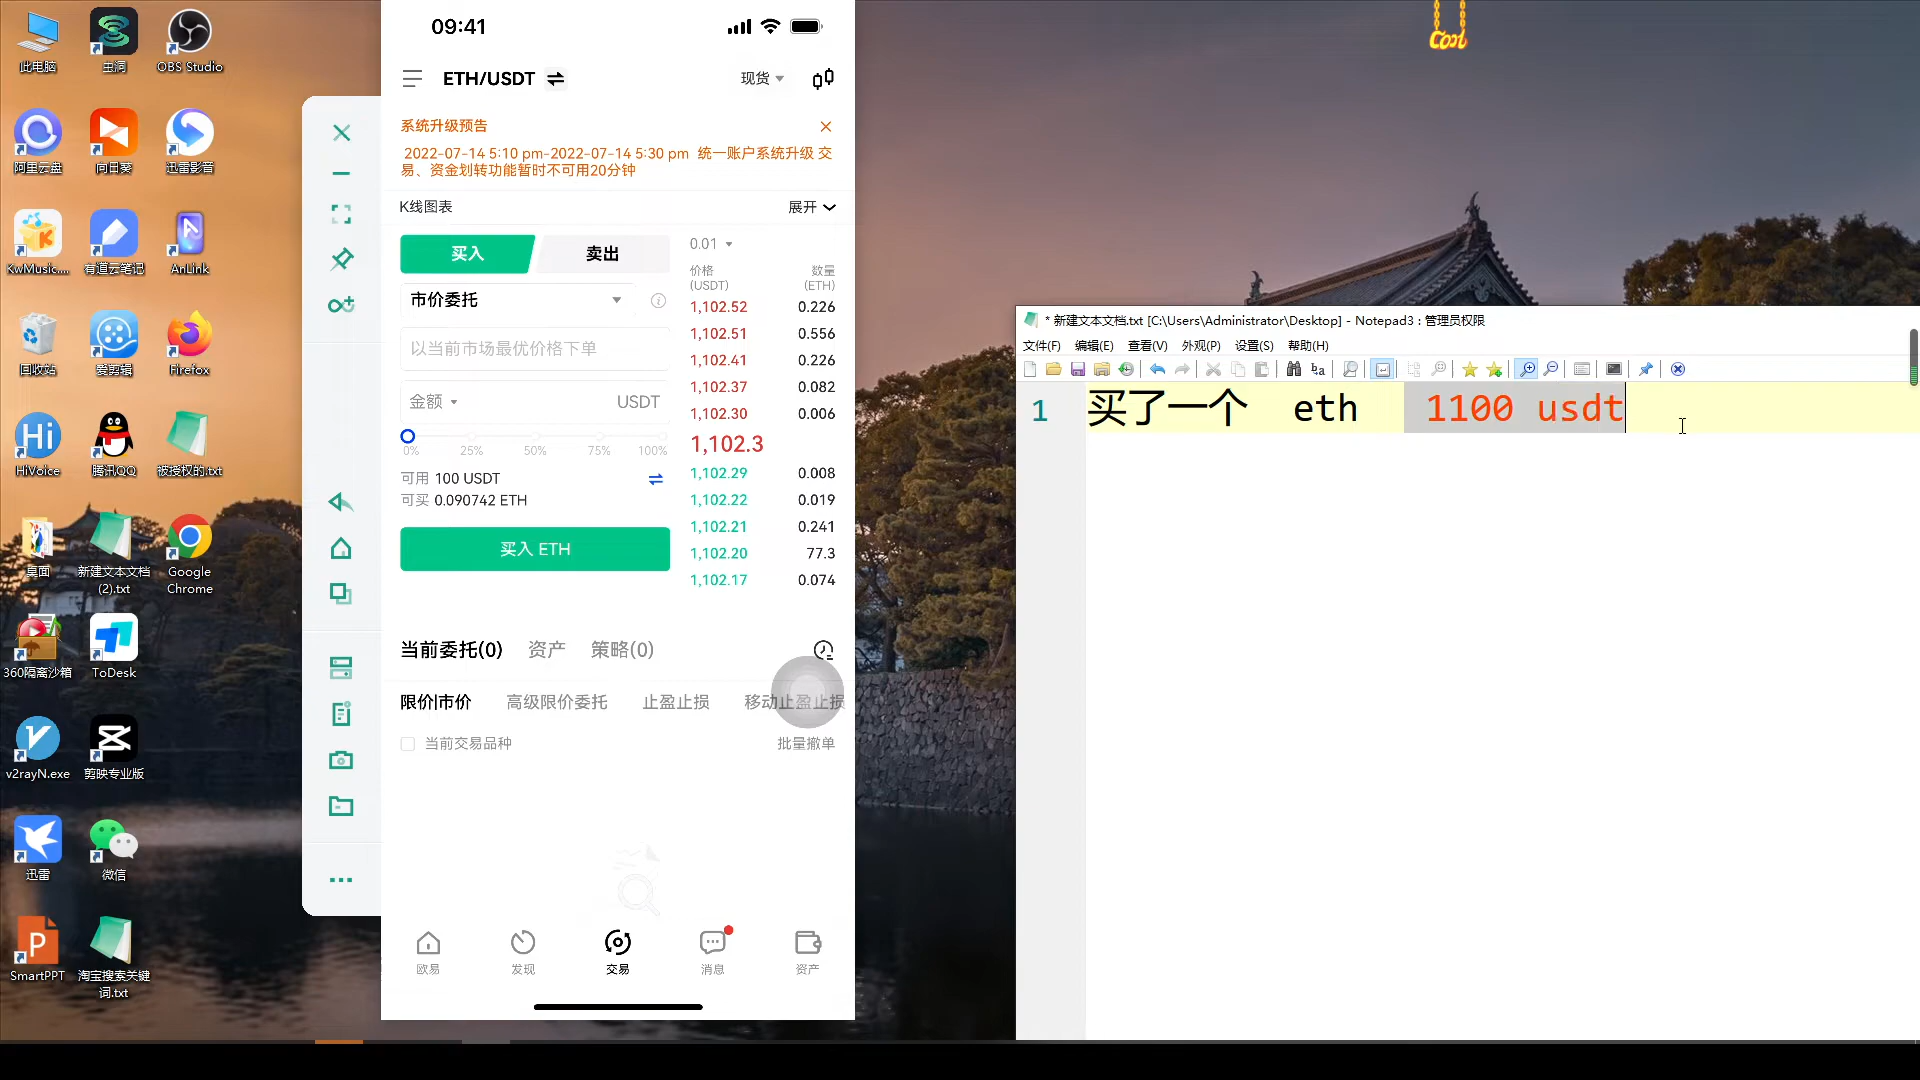 此电脑
OBS Studio
阿里云盘
向日葵
迅雷影音
KwMusic....
有道云笔记
AnLink
回收站
爱剪辑
Firefox
HiVoice
腾讯QQ
被授权的.txt
桌面
新建文本文档
(2).txt
Google
Chrome
360隔离沙箱
ToDesk
v2rayN.exe
剪映专业版
迅雷
微信
SmartPPT
淘宝搜索关键
词.txt
09:41
ETH/USDT
现货
系统升级预告
2022-07-14 5:10 pm-2022-07-14 5:30 pm 统一账户系统升级 交
易、资金划转功能暂时不可用20分钟
K线图表
展开
买入
卖出
0.01
价格
(USDT)
数量
(ETH)
市价委托
以当前市场最优价格下单
金额
USDT
0%
25%
50%
75%
100%
可用 100 USDT
可买 0.090742 ETH
买入 ETH
1,102.52 0.226
1,102.51 0.556
1,102.41 0.226
1,102.37 0.082
1,102.30 0.006
1,102.3
1,102.29 0.008
1,102.22 0.019
1,102.21 0.241
1,102.20 77.3
1,102.17 0.074
当前委托(0) 资产 策略(0)
限价|市价 高级限价委托 止盈止损 移动止盈止损
当前交易品种
批量撤单
欧易
发现
交易
消息
资产
Cool
* 新建文本文档.txt [C:\Users\Administrator\Desktop] - Notepad3 : 管理员权限
文件(F) 编辑(E) 查看(V) 外观(P) 设置(S) 帮助(H)
1
买了一个 eth 1100 usdt